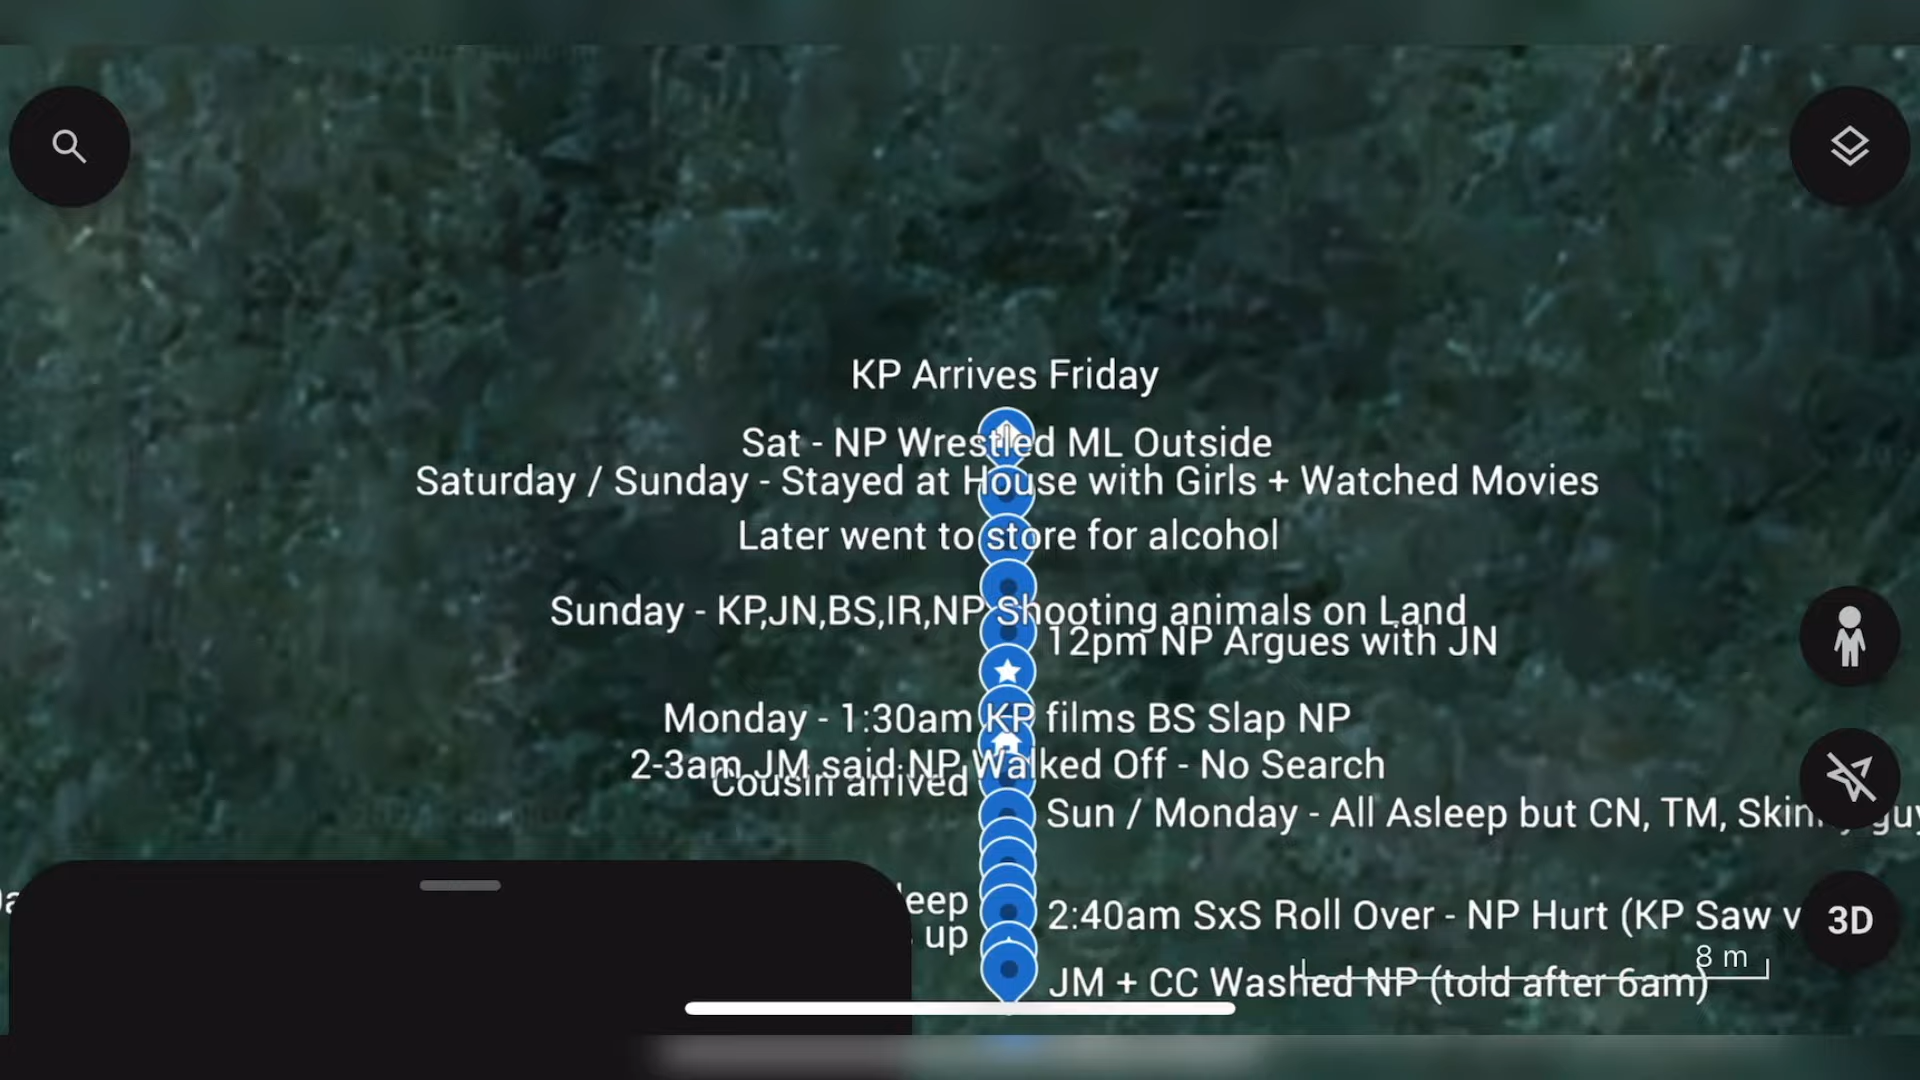 KP Arrives Friday
Sat - NP Wrestled ML Outside
Saturday / Sunday - Stayed at House with Girls + Watched Movies
Later went to store for alcohol
Sunday - KP,JN,BS,IR,NP Shooting animals on Land
12pm NP Argues with JN
Monday - 1:30am KP films BS Slap NP
2-3am JM said NP Walked Off - No Search
Cousin arrived
Sun / Monday - All Asleep but CN, TM, Skinny guy
eep
2:40am SxS Roll Over - NP Hurt (KP Saw v
up
3D
8 m
JM + CC Washed NP (told after 6am)